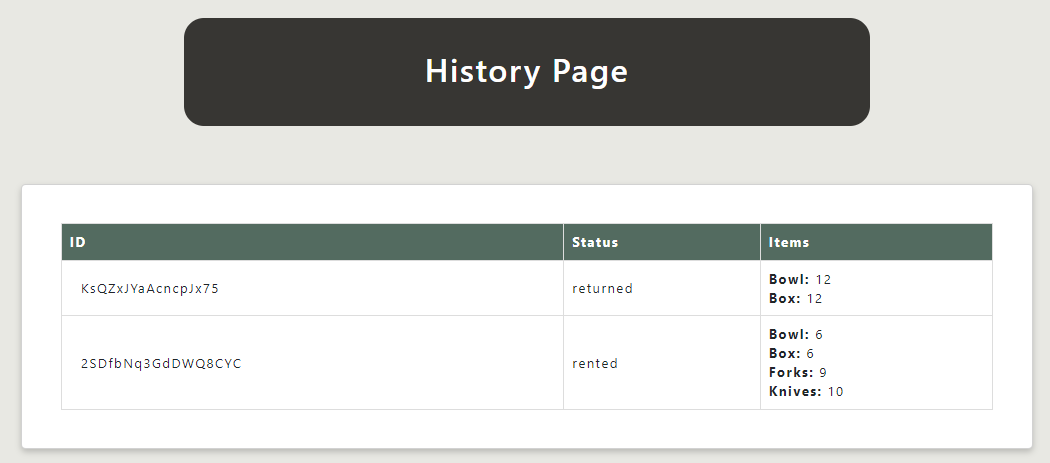 History Page
ID Status Items
KsQZxJYaAcncpJx75 returned Bowl: 12
Box: 12
2SDfbNq3GdDWQ8CYC rented Bowl: 6
Box: 6
Forks: 9
Knives: 10